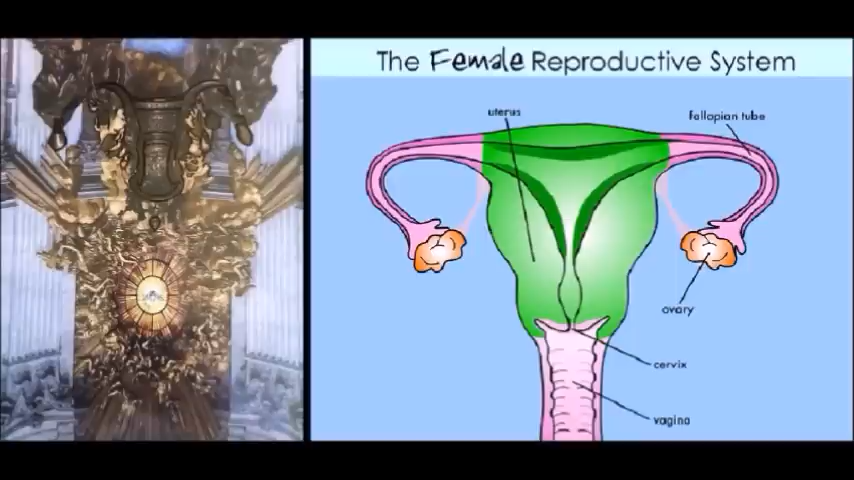 The Female Reproductive System
uterus
fallopian tube
ovary
cervix
vagina